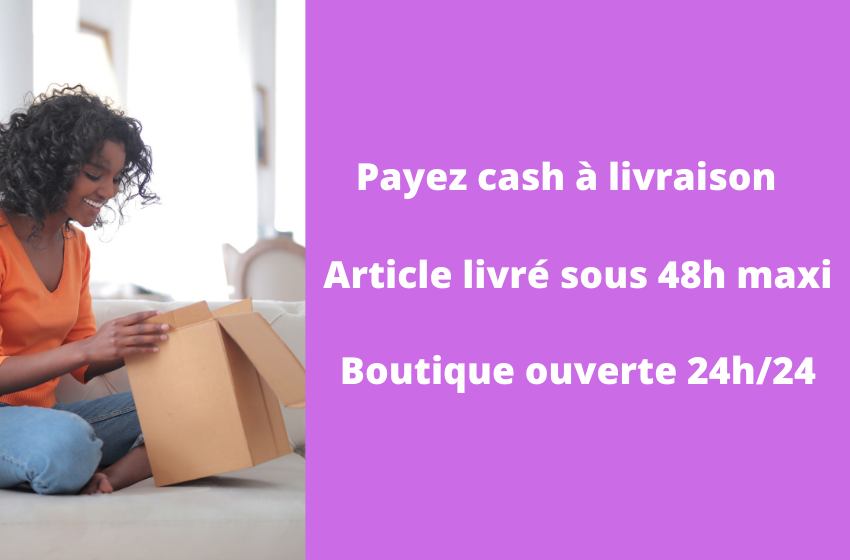 Payez cash à livraison
Article livré sous 48h maxi
Boutique ouverte 24h/24